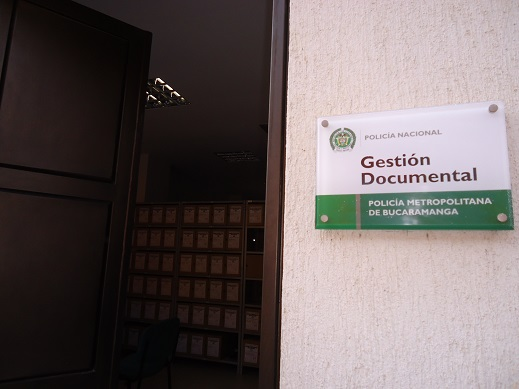 POLICÍA NACIONAL
Gestión
Documental
POLICÍA METROPOLITANA
DE BUCARAMANGA